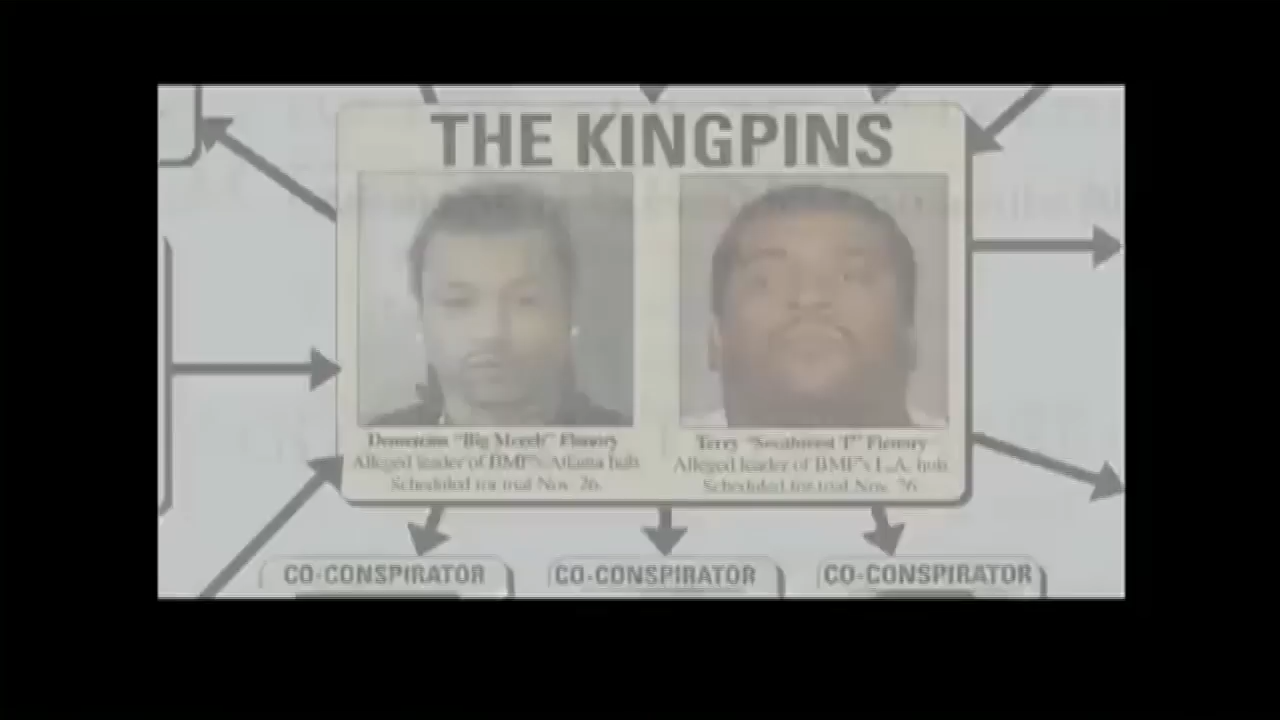 THE KINGPINS
Demetrius "Big Meech" Flenory
Alleged leader of BMF's Atlanta hub.
Scheduled for trial Nov. 26.
Terry "Southwest T" Flenory
Alleged leader of BMF's L.A. hub.
Scheduled for trial Nov. 26.
CO-CONSPIRATOR
CO-CONSPIRATOR
CO-CONSPIRATOR